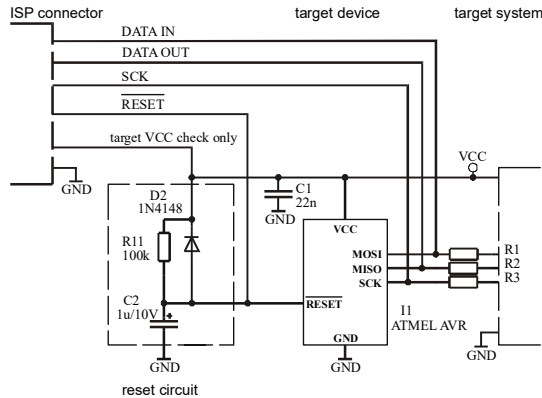 ISP connector
target device
target system
DATA IN
DATA OUT
SCK
RESET
target VCC check only
GND
VCC
D2
1N4148
C1
22n
GND
R11
100k
VCC
MOSI
MISO
SCK
R1
R2
R3
C2
1u/10V
+
RESET
I1
ATMEL AVR
GND
GND
GND
GND
reset circuit